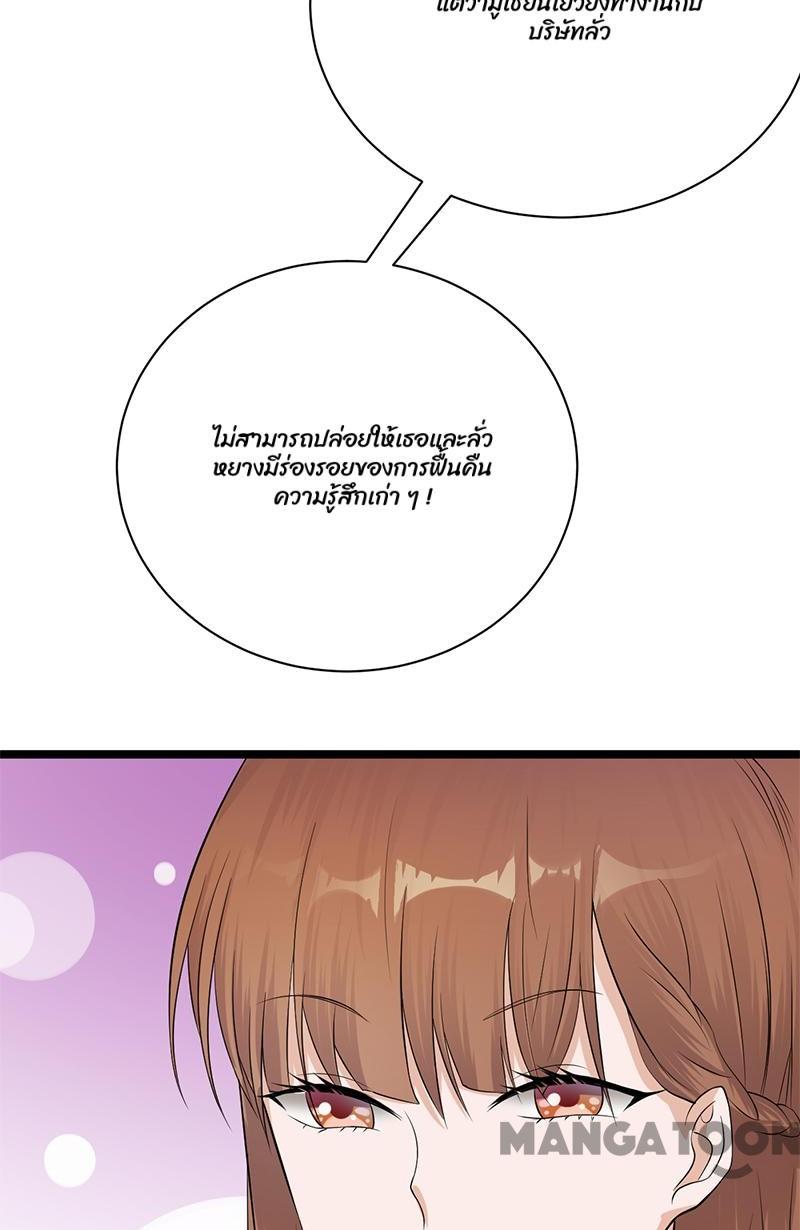 บริษัทลั่ว
ไม่สามารถปล่อยให้เธอและลั่ว
หยางมีร่องรอยของการฟื้นคืน
ความรู้สึกเก่า ๆ !
MANGATOON